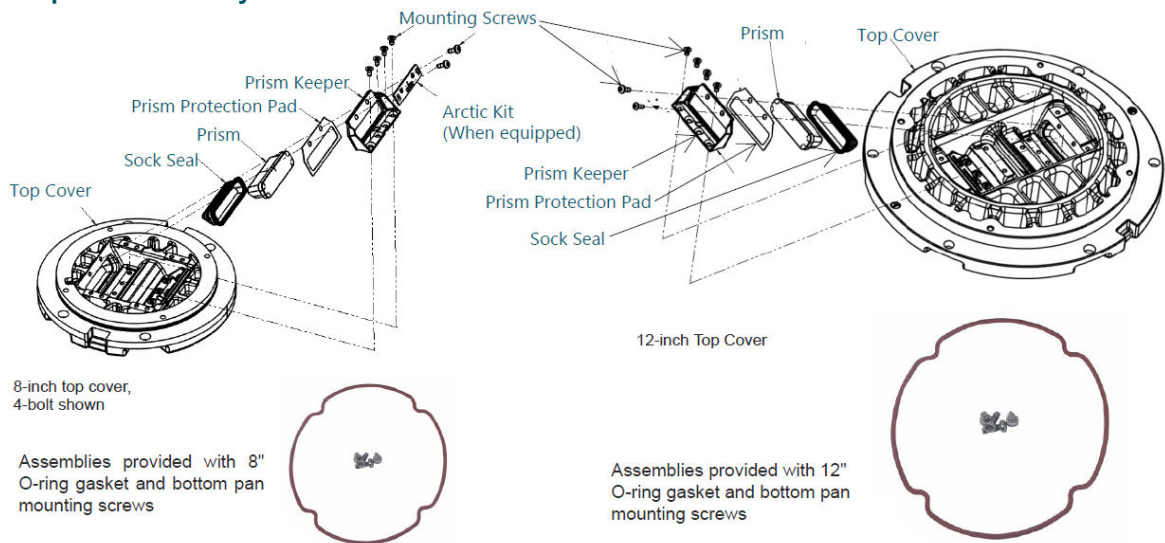 Mounting Screws
Prism Keeper
Prism Protection Pad
Prism
Sock Seal
Top Cover
Arctic Kit
(When equipped)
Prism
Top Cover
Prism Keeper
Prism Protection Pad
Sock Seal
8-inch top cover,
4-bolt shown
12-inch Top Cover
Assemblies provided with 8"
O-ring gasket and bottom pan
mounting screws
Assemblies provided with 12"
O-ring gasket and bottom pan
mounting screws